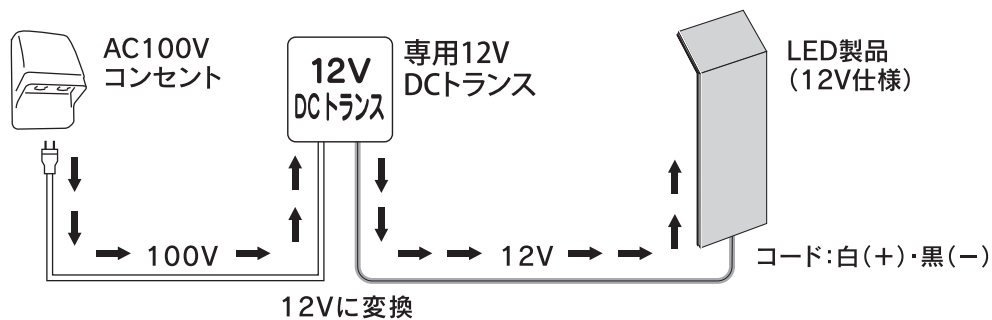 AC100V
コンセント
12V
DCトランス
専用12V
DCトランス
LED製品
(12V仕様)
100V
12V
コード:白(+)・黒(−)
12Vに変換